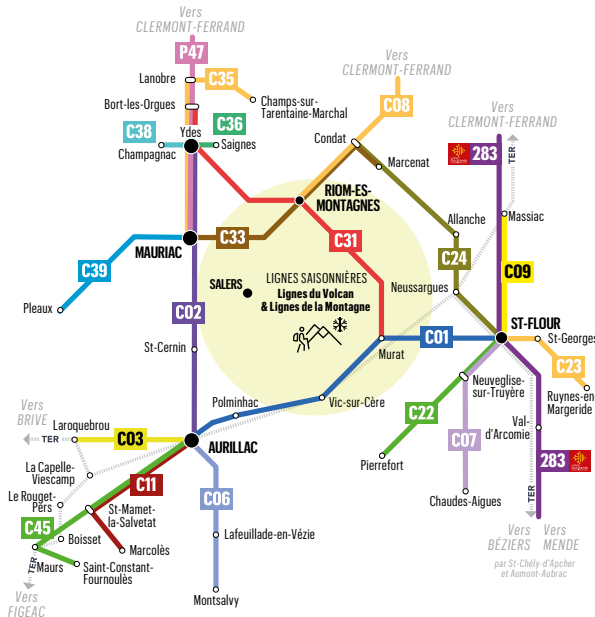 Vers
CLERMONT-FERRAND
P47
Lanobre
C35
Bort-les-Orgues
Champs-sur-
Tarentaine-Marchal
Vers
CLERMONT-FERRAND
C08
Vers
CLERMONT-FERRAND
TER
283
C38
Ydes
C36
Champagnac
Saignes
Condat
Marcenat
RIOM-ES-
MONTAGNES
Massiac
Allanche
MAURIAC
C33
C31
C24
C09
C39
Pleaux
SALERS
LIGNES SAISONNIÈRES
Lignes du Volcan
& Lignes de la Montagne
Neussargues
C02
St-Cernin
Murat
C01
ST-FLOUR
St-Georges
C23
Ruynes-en-
Margeride
Polminhac
Vic-sur-Cère
Neuveglise-
sur-Truyère
C22
C07
Val-
d'Arcomie
Vers
BRIVE
TER
Laroquebrou
C03
AURILLAC
Pierrefort
283
TER
La Capelle-
Viescamp
C11
C06
Chaudes-Aigues
Le Rouget-
Pers
St-Mamet-
la-Salvetat
C45
Boisset
Marcolès
Lafeuillade-en-Vézie
Vers
BÉZIERS
Vers
MENDE
par St-Chély-d'Apcher
et Aumont-Aubrac
TER
Maurs
Saint-Constant-
Fournoulès
Montsalvy
Vers
FIGEAC